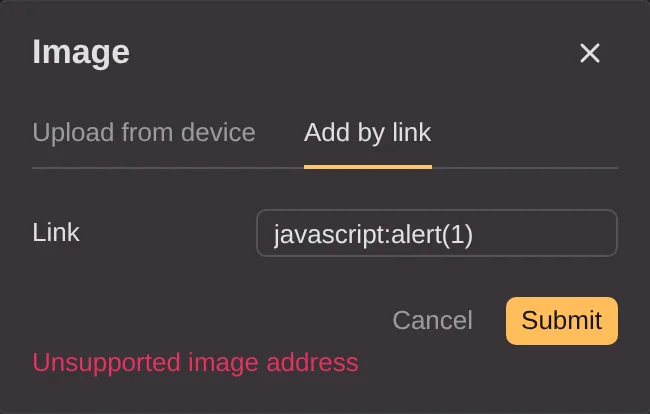 Image
Upload from device Add by link
Link javascript:alert(1)
Cancel Submit
Unsupported image address